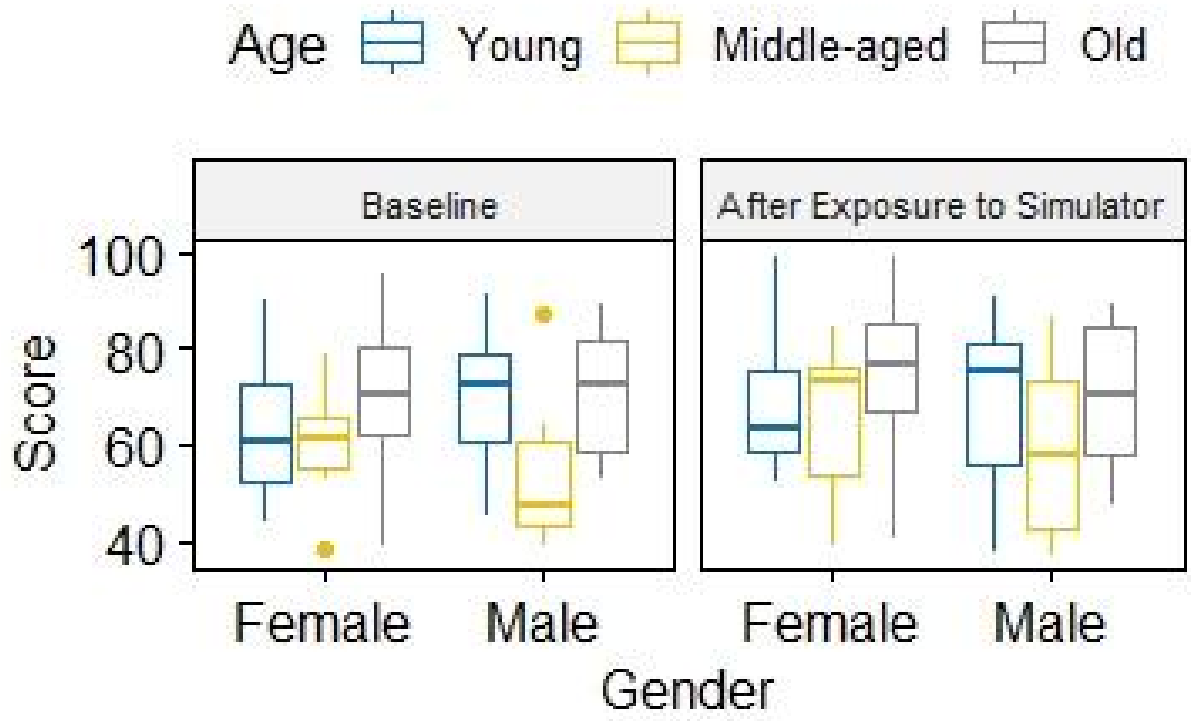 Age Young Middle-aged Old
Baseline After Exposure to Simulator
100
80
60
40
Score
Female Male Female Male
Gender